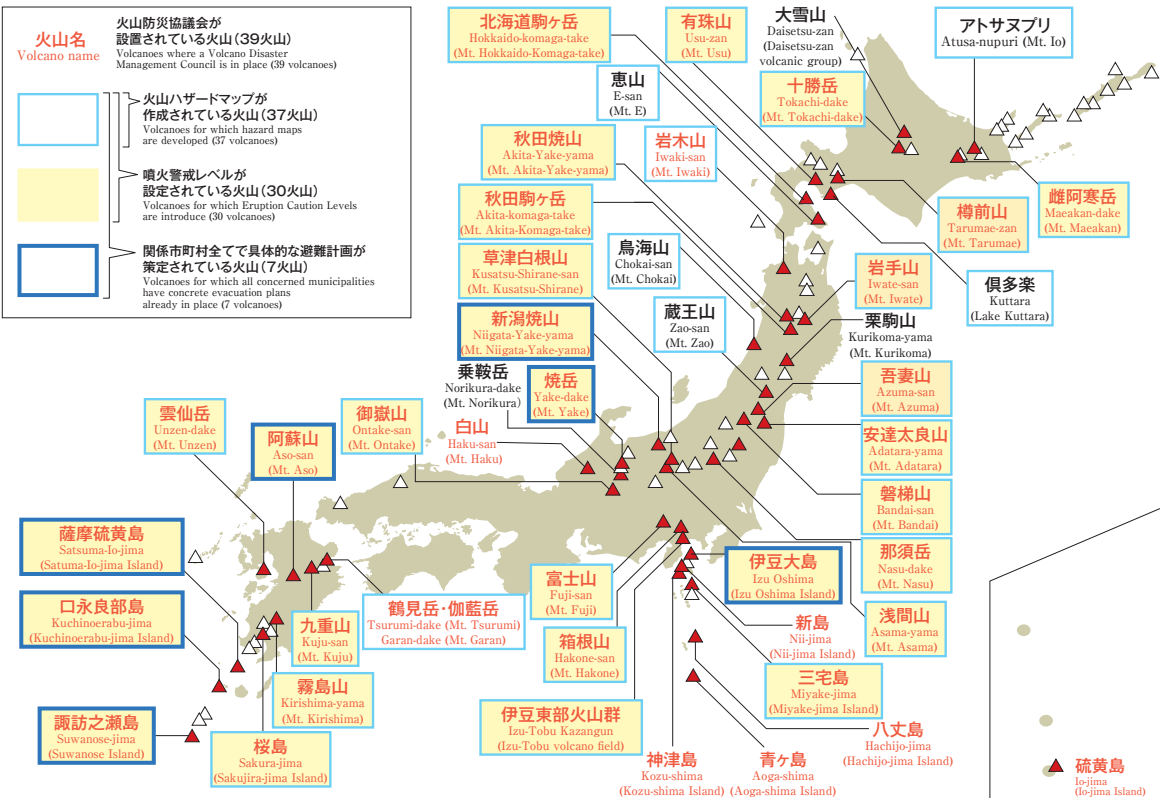 火山名
Volcano name
火山防災協議会が
設置されている火山(39火山)
Volcanoes where a Volcano Disaster
Management Council is in place (39 volcanoes)
火山ハザードマップが
作成されている火山(37火山)
Volcanoes for which hazard maps
are developed (37 volcanoes)
噴火警戒レベルが
設定されている火山(30火山)
Volcanoes for which Eruption Caution Levels
are introduce (30 volcanoes)
関係市町村全てで具体的な避難計画が
策定されている火山(7火山)
Volcanoes for which all concerned municipalities
have concrete evacuation plans
already in place (7 volcanoes)
北海道駒ヶ岳
Hokkaido-Komaga-take
(Mt. Hokkaido-Komaga-take)
有珠山
Usu-zan
(Mt. Usu)
大雪山
Daisetsu-zan
(Daisetsu-zan
volcanic group)
アトサヌプリ
Atusa-nupuri (Mt. Io)
恵山
E-san
(Mt. E)
十勝岳
Tokachi-dake
(Mt. Tokachi-dake)
秋田焼山
Akita-Yake-yama
(Mt. Akita-Yake-yama)
岩木山
Iwaki-san
(Mt. Iwaki)
雌阿寒岳
Maeakan-dake
(Mt. Maeakan)
樽前山
Tarumae-zan
(Mt. Tarumae)
秋田駒ヶ岳
Akita-komaga-take
(Mt. Akita-Komaga-take)
鳥海山
Chokai-san
(Mt. Chokai)
草津白根山
Kusatsu-Shirane-san
(Mt. Kusatsu-Shirane)
岩手山
Iwate-san
(Mt. Iwate)
倶多楽
Kuttara
(Lake Kuttara)
蔵王山
Zao-san
(Mt. Zao)
栗駒山
Kurikoma-yama
(Mt. Kurikoma)
新潟焼山
Niigata-Yake-yama
(Mt. Niigata-Yake-yama)
乗鞍岳
Norikura-dake
(Mt. Norikura)
焼岳
Yake-dake
(Mt. Yake)
吾妻山
Azuma-san
(Mt. Azuma)
雲仙岳
Unzen-dake
(Mt. Unzen)
御嶽山
Ontake-san
(Mt. Ontake)
白山
Haku-san
(Mt. Haku)
阿蘇山
Aso-san
(Mt. Aso)
安達太良山
Adatara-yama
(Mt. Adatara)
磐梯山
Bandai-san
(Mt. Bandai)
薩摩硫黄島
Satsuma-Io-jima
(Satuma-Io-jima Island)
那須岳
Nasu-dake
(Mt. Nasu)
伊豆大島
Izu Oshima
(Izu Oshima Island)
富士山
Fuji-san
(Mt. Fuji)
口永良部島
Kuchinoerabu-jima
(Kuchinoerabu-jima Island)
九重山
Kuju-san
(Mt. Kuju)
鶴見岳・伽藍岳
Tsurumi-dake (Mt. Tsurumi)
Garan-dake (Mt. Garan)
浅間山
Asama-yama
(Mt. Asama)
新島
Nii-jima
(Nii-jima Island)
箱根山
Hakone-san
(Mt. Hakone)
霧島山
Kirishima-yama
(Mt. Kirishima)
三宅島
Miyake-jima
(Miyake-jima Island)
諏訪之瀬島
Suwanose-jima
(Suwanose Island)
伊豆東部火山群
Izu-Tobu Kazangun
(Izu-Tobu volcano field)
八丈島
Hachijo-jima
(Hachijo-jima Island)
桜島
Sakura-jima
(Sakujira-jima Island)
神津島
Kozu-shima
(Kozu-shima Island)
青ヶ島
Aoga-shima
(Aoga-shima Island)
硫黄島
Io-jima
(Io-jima Island)